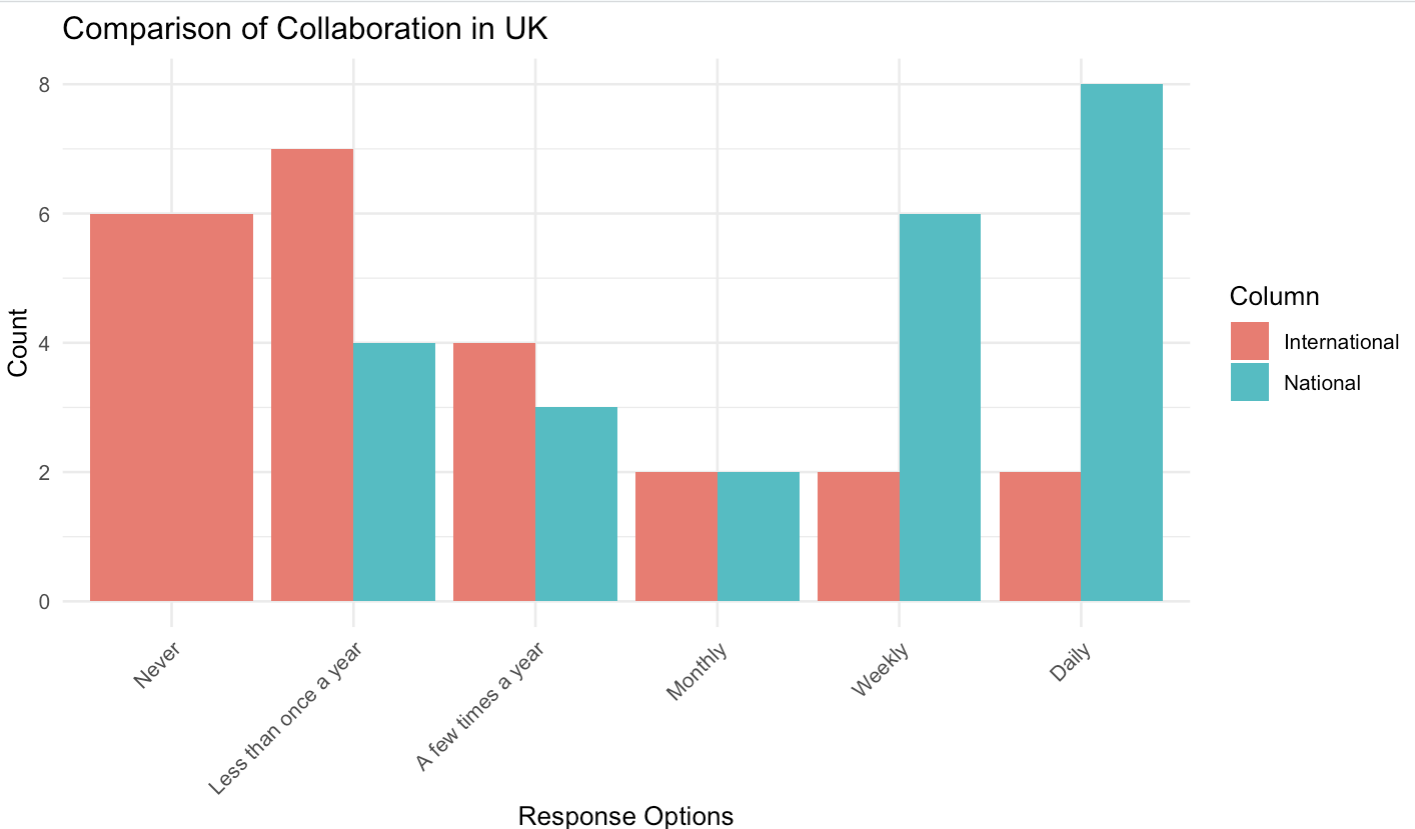 Comparison of Collaboration in UK
8
6
4
2
0
Count
Never
Less than once a year
A few times a year
Monthly
Weekly
Daily
Response Options
Column
International
National